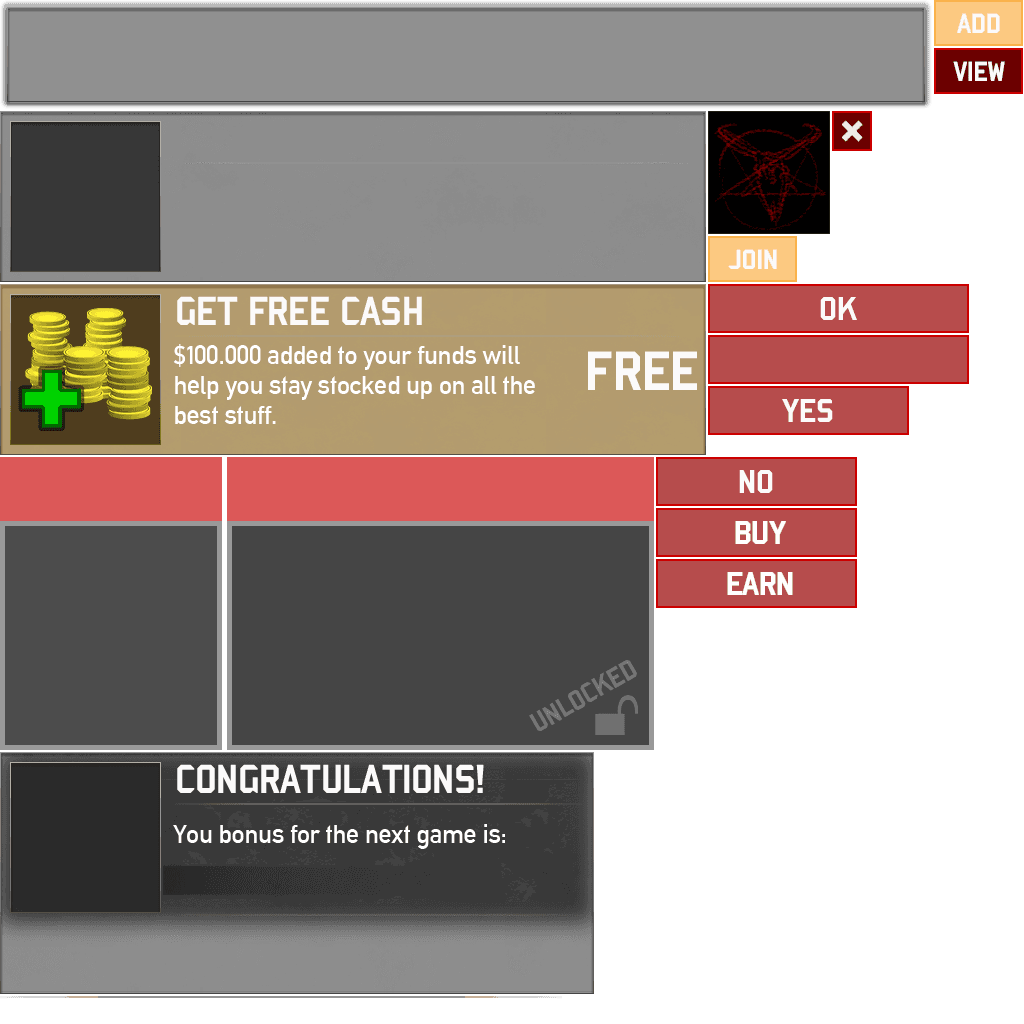 ADD
VIEW
JOIN
GET FREE CASH
$100.000 added to your funds will
help you stay stocked up on all the
best stuff.
FREE
OK
YES
NO
BUY
EARN
UNLOCKED
CONGRATULATIONS!
You bonus for the next game is: